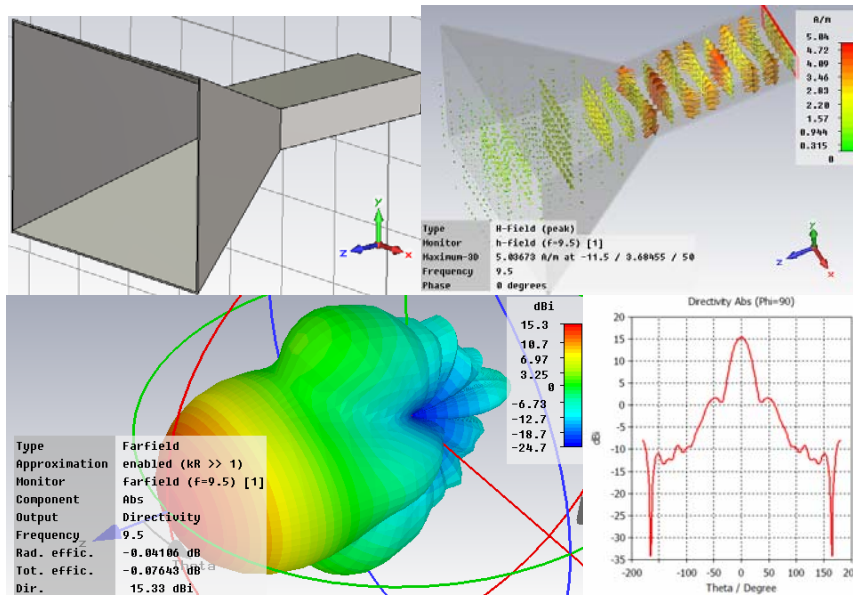 y
z
x
A/m
5.04
4.72
4.09
3.46
2.83
2.20
1.57
0.944
0.315
0
Type H-field (peak)
Monitor h-field (f=9.5) [1]
Maximum-3D 5.03673 A/m at -11.5 / 3.68455 / 50
Frequency 9.5
Phase 0 degrees
y
z
x
dBi
15.3
10.7
6.97
3.25
0
-6.73
-12.7
-18.7
-24.7
Type Farfield
Approximation enabled (kR >> 1)
Monitor farfield (f=9.5) [1]
Component Abs
Output Directivity
Frequency 9.5
Rad. effic. -0.04106 dB
Tot. effic. -0.07643 dB
Dir. 15.33 dBi
z
Theta
Directivity Abs (Phi=90)
20
15
10
5
0
-5
-10
-15
-20
-25
-30
-35
dBi
-200 -150 -100 -50 0 50 100 150 200
Theta / Degree